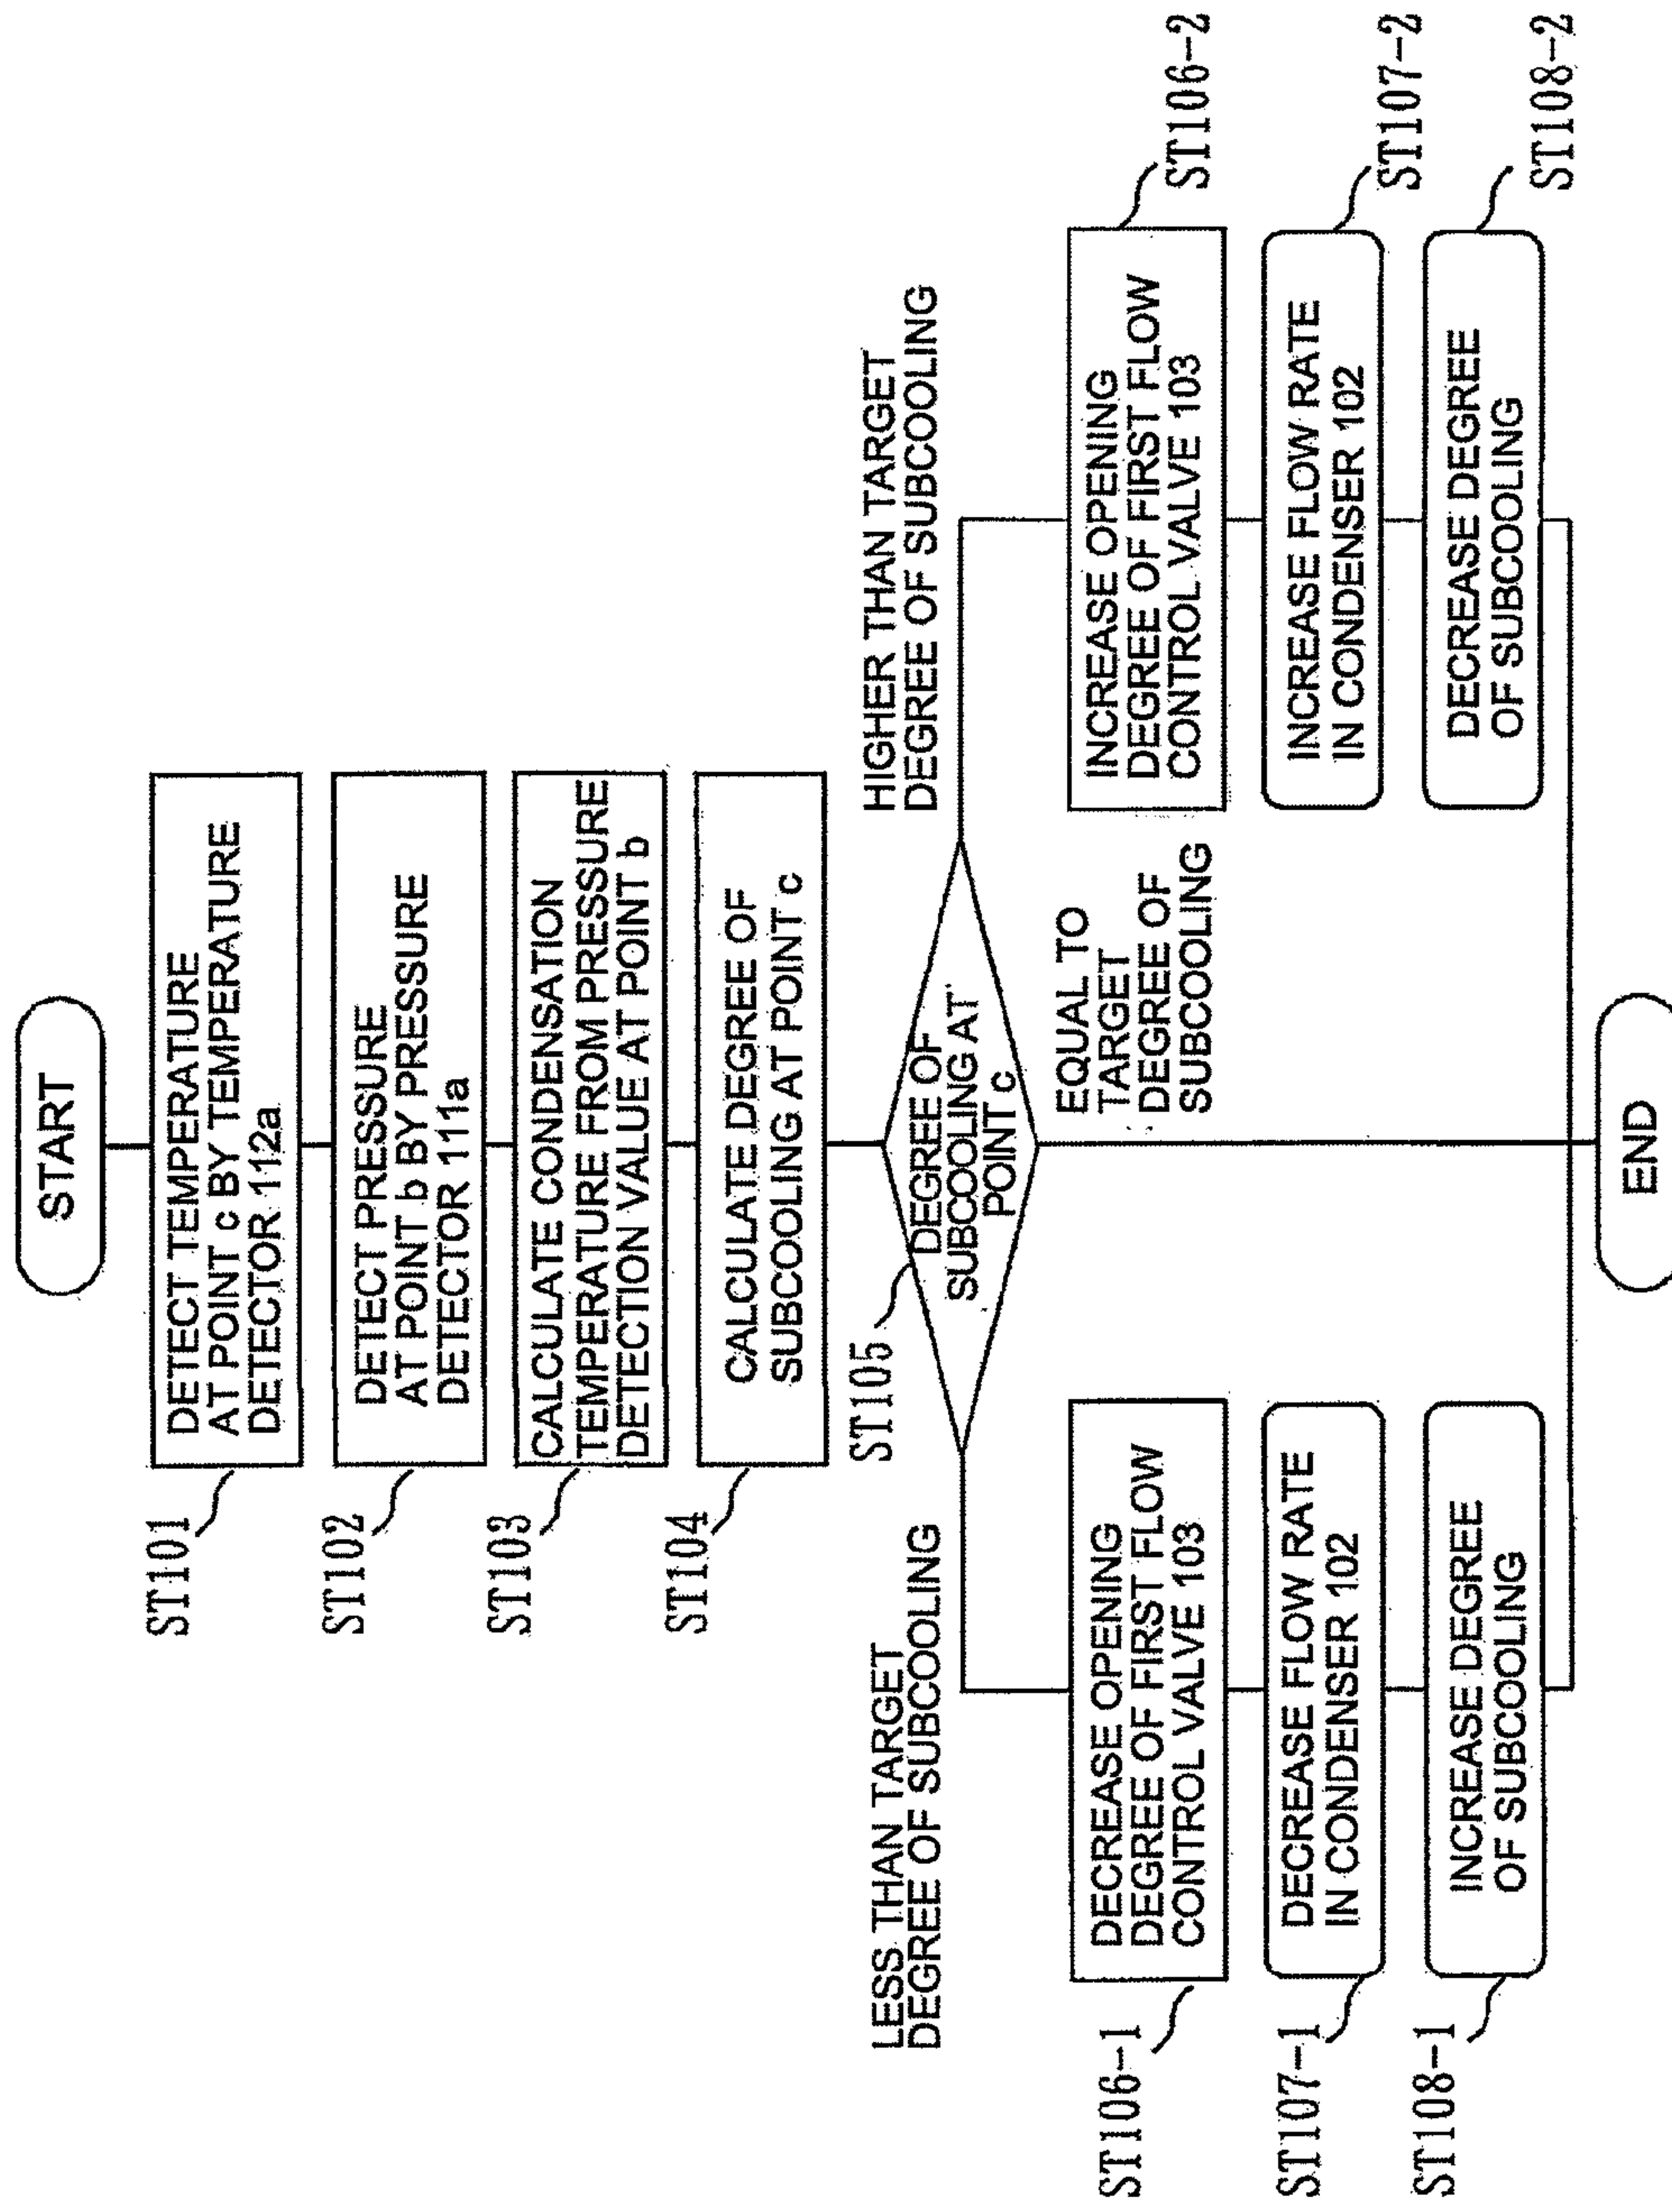 START
ST101
DETECT TEMPERATURE
AT POINT c BY TEMPERATURE
DETECTOR 112a
ST102
DETECT PRESSURE
AT POINT b BY PRESSURE
DETECTOR 111a
ST103
CALCULATE CONDENSATION
TEMPERATURE FROM PRESSURE
DETECTION VALUE AT POINT b
ST104
CALCULATE DEGREE OF
SUBCOOLING AT POINT c
ST105
DEGREE OF
SUBCOOLING AT
POINT c
LESS THAN TARGET
DEGREE OF SUBCOOLING
HIGHER THAN TARGET
DEGREE OF SUBCOOLING
EQUAL TO
TARGET
DEGREE OF
SUBCOOLING
ST106-1
DECREASE OPENING
DEGREE OF FIRST FLOW
CONTROL VALVE 103
ST107-1
DECREASE FLOW RATE
IN CONDENSER 102
ST108-1
INCREASE DEGREE
OF SUBCOOLING
INCREASE OPENING
DEGREE OF FIRST FLOW
CONTROL VALVE 103
ST106-2
INCREASE FLOW RATE
IN CONDENSER 102
ST107-2
DECREASE DEGREE
OF SUBCOOLING
ST108-2
END